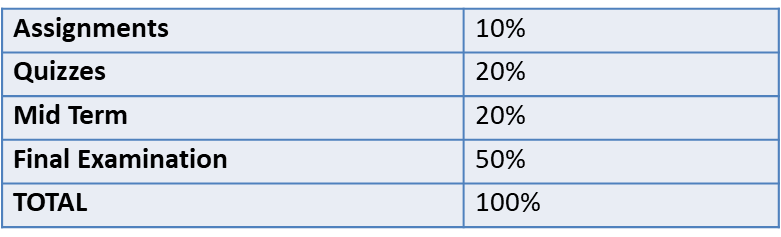 Assignments 10%
Quizzes 20%
Mid Term 20%
Final Examination 50%
TOTAL 100%